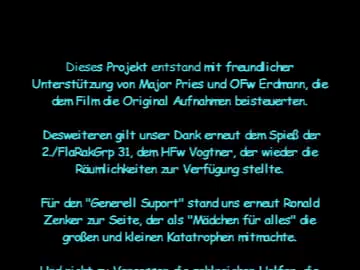 Dieses Projekt entstand mit freundlicher
Unterstützung von Major Pries und OFw Erdmann, die
dem Film die Original Aufnahmen beisteuerten.
Desweiteren gilt unser Dank erneut dem Spieß der
2./FlaRakGrp 31, dem HFw Vogtner, der wieder die
Räumlichkeiten zur Verfügung stellte.
Für den "Generell Suport" stand uns erneut Ronald
Zenker zur Seite, der als "Mädchen für alles" die
großen und kleinen Katatrophen mitmachte.